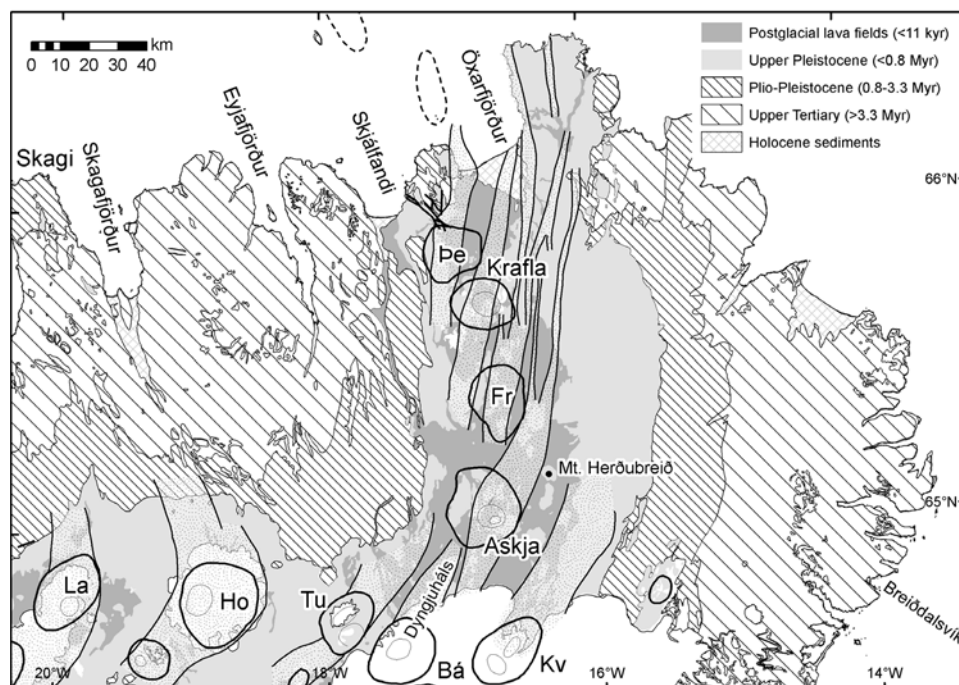 km
0 10 20 30 40
Postglacial lava fields (<11 kyr)
Upper Pleistocene (<0.8 Myr)
Plio-Pleistocene (0.8-3.3 Myr)
Upper Tertiary (>3.3 Myr)
Holocene sediments
Skagi
Skagafjörður
Eyjafjörður
Skjálfandi
Öxarfjörður
66°N
Þe
Krafla
Fr
Mt. Herðubreið
65°N
Askja
La
Ho
Tu
Dyngjuháls
Bá
Kv
Breiðdalsvík
20°W
18°W
16°W
14°W